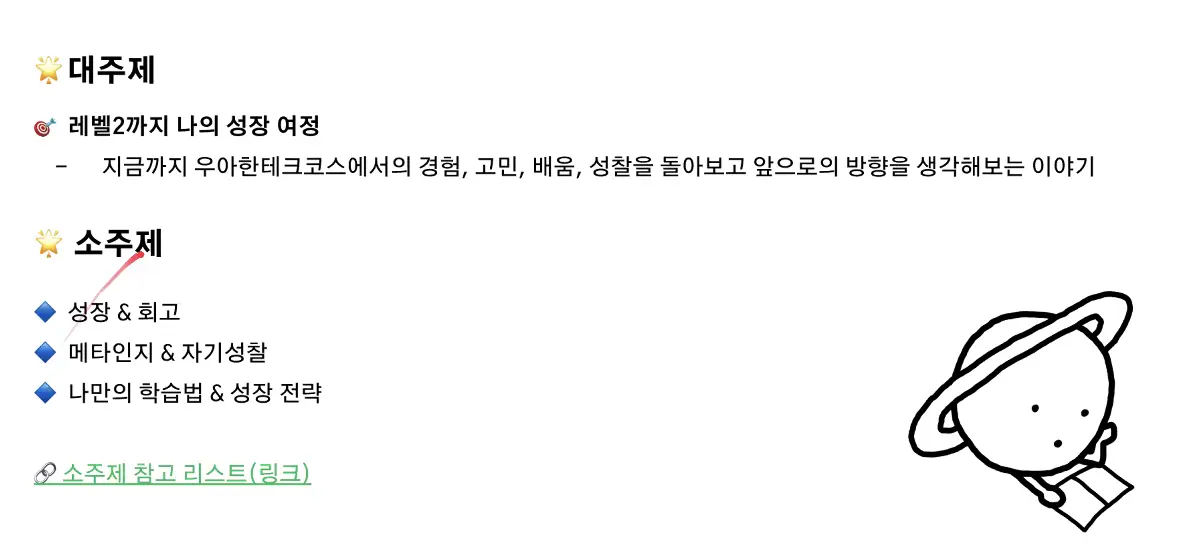 🌟 대주제
🎯 레벨2까지 나의 성장 여정
- 지금까지 우아한테크코스에서의 경험, 고민, 배움, 성찰을 돌아보고 앞으로의 방향을 생각해보는 이야기
🌟 소주제
🔷 성장 & 회고
🔷 메타인지 & 자기성찰
🔷 나만의 학습법 & 성장 전략
🔗 소주제 참고 리스트(링크)